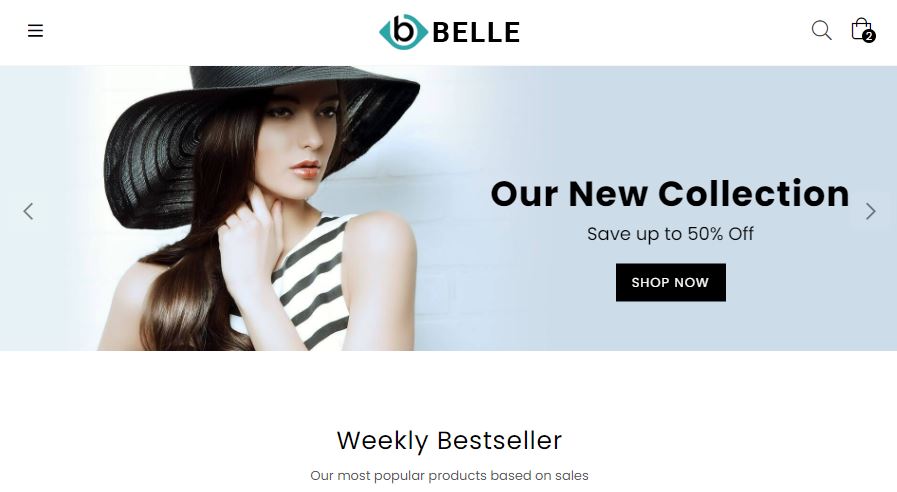 b BELLE
2
Our New Collection
Save up to 50% Off
SHOP NOW
Weekly Bestseller
Our most popular products based on sales